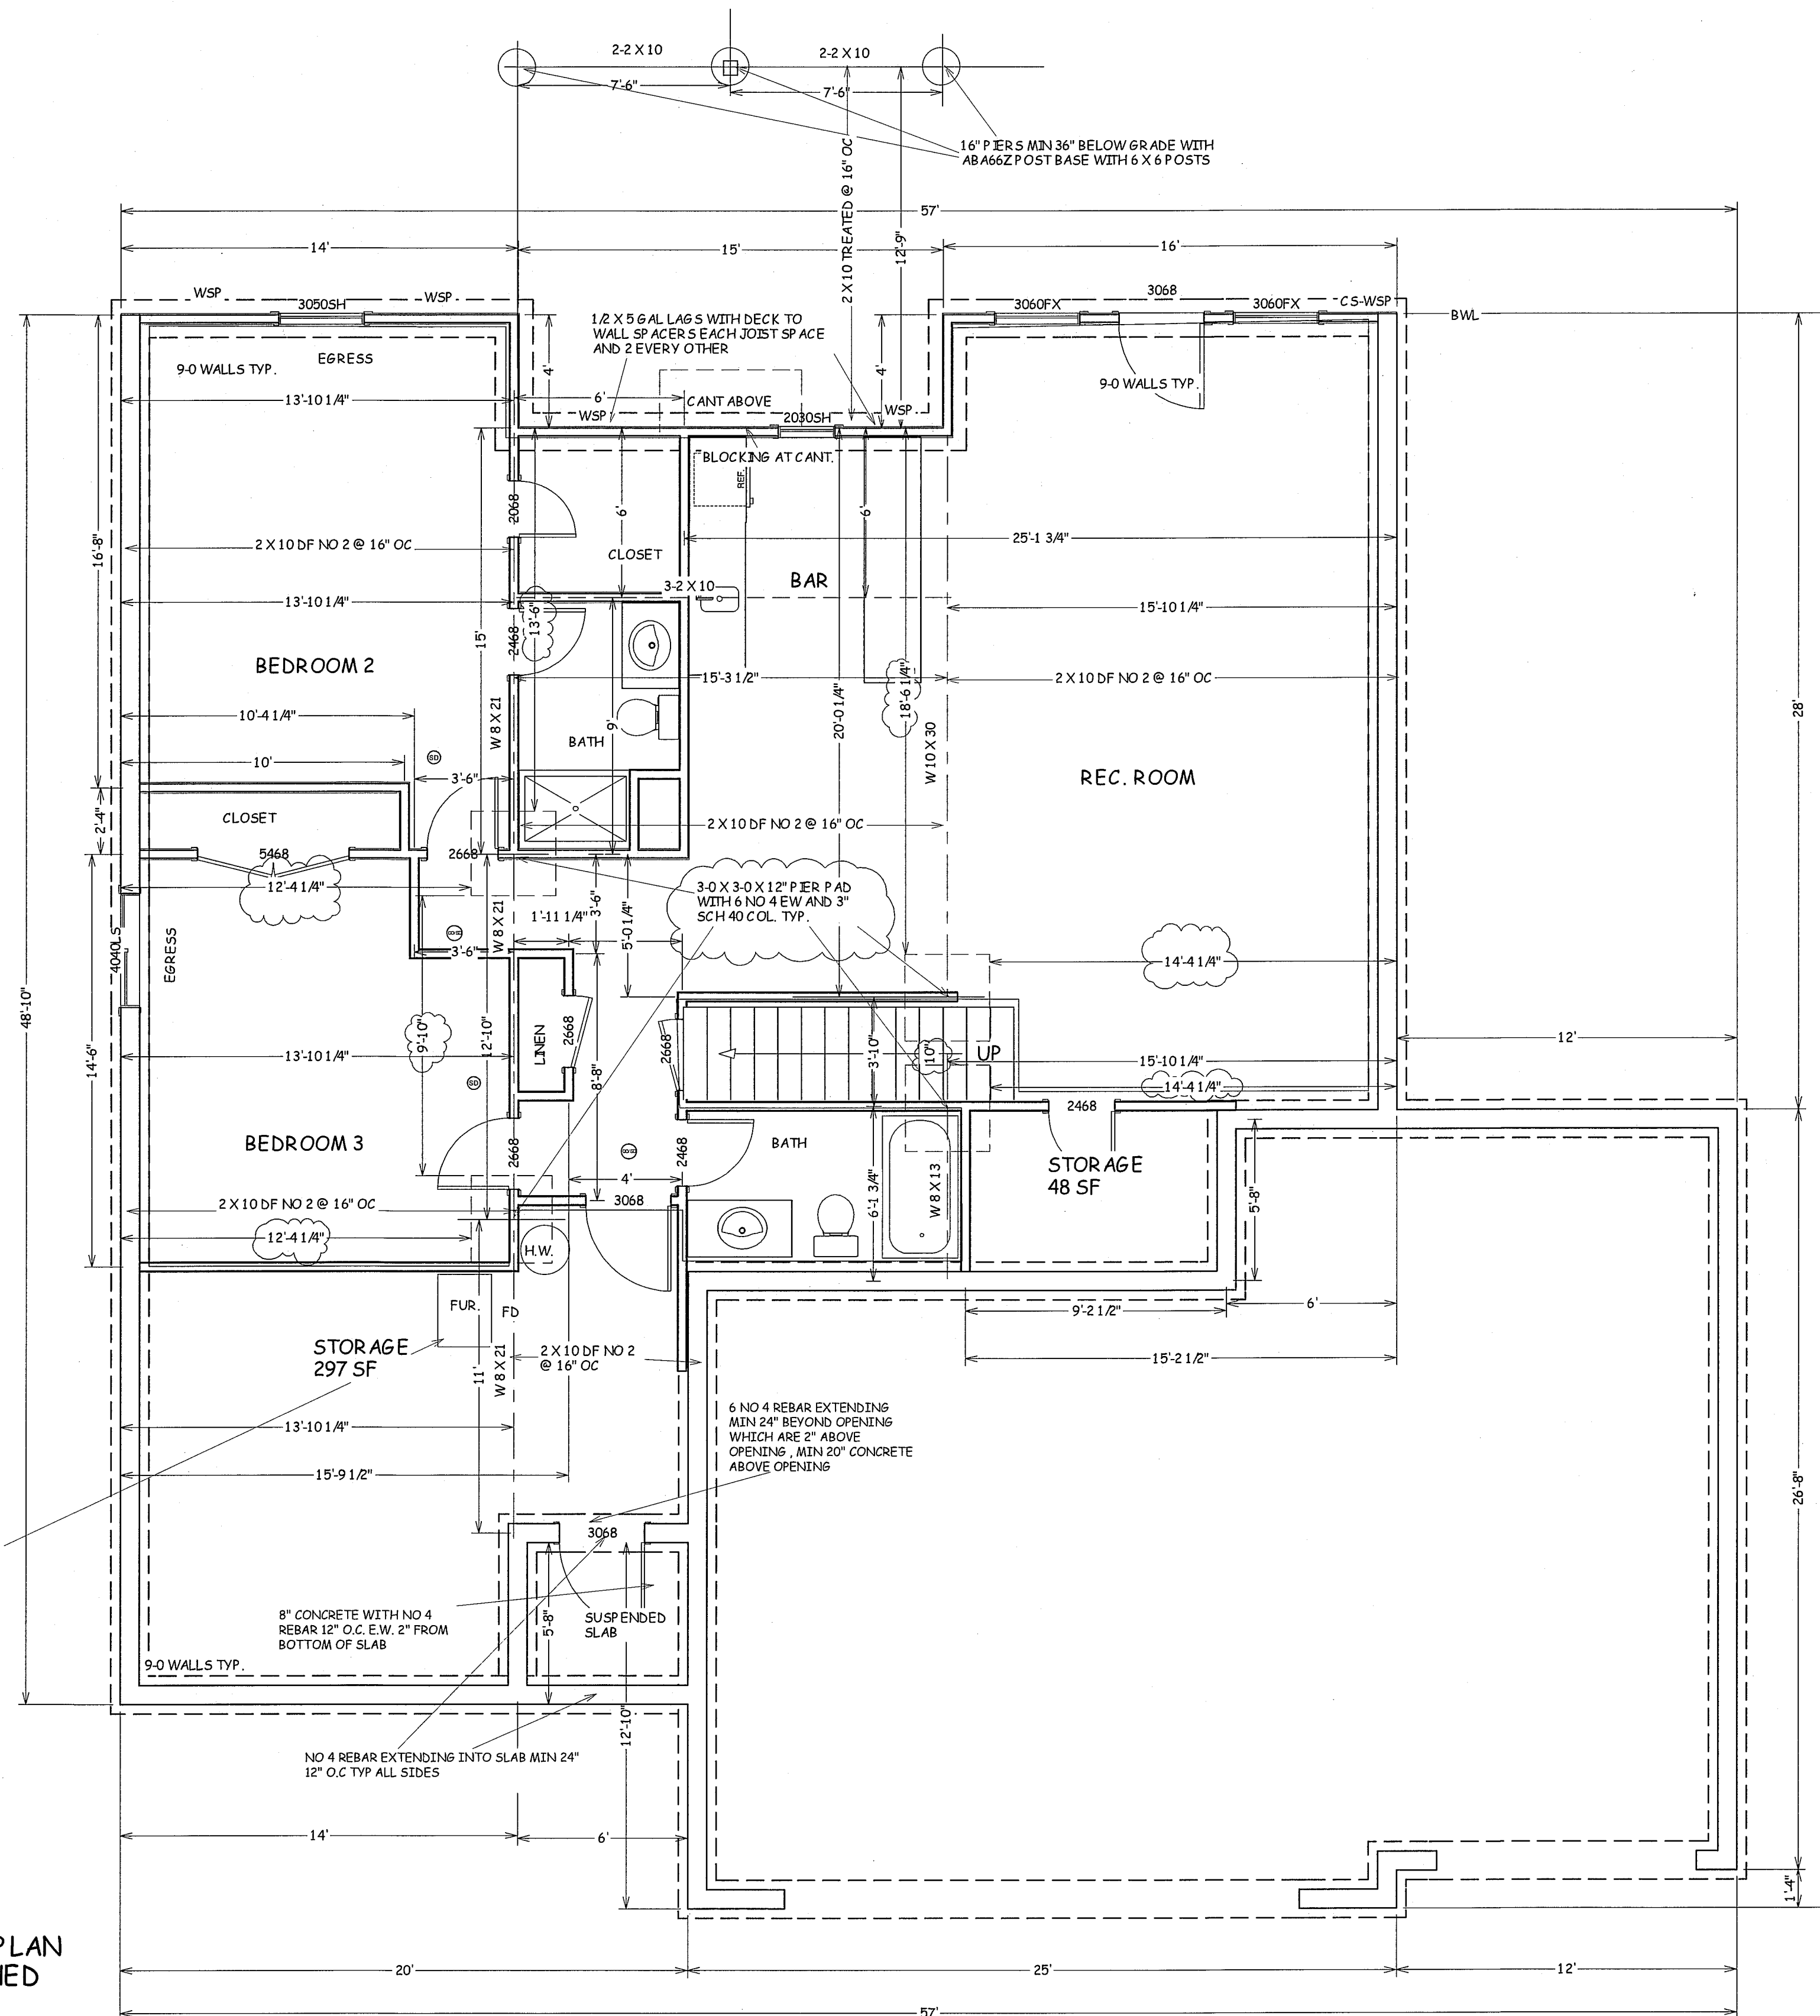 2-2 X 10
2-2 X 10
7'-6"
7'-6"
16" PIERS MIN 36" BELOW GRADE WITH
ABA66Z POST BASE WITH 6 X 6 POSTS
2 X 10 TREATED @ 16" OC
12'-9"
57'
14'
15'
16'
WSP
3050SH
WSP
3060FX
3068
3060FX
CS-WSP
BWL
1/2 X 5 GAL LAGS WITH DECK TO
WALL SPACERS EACH JOIST SPACE
AND 2 EVERY OTHER
EGRESS
9-0 WALLS TYP.
4'
4'
9-0 WALLS TYP.
13'-10 1/4"
6'
CANT ABOVE
WSP
2030SH
WSP
BLOCKING AT CANT.
REF.
2068
6'
6'
16'-8"
2 X 10 DF NO 2 @ 16" OC
CLOSET
25'-1 3/4"
BAR
3-2 X 10
13'-10 1/4"
15'
13'-6"
2468
15'-10 1/4"
BEDROOM 2
15'-3 1/2"
20'-0 1/4"
18'-6 1/4"
2 X 10 DF NO 2 @ 16" OC
28'
10'-4 1/4"
W 8 X 21
BATH
9'
W 10 X 30
10'
SD
3'-6"
REC. ROOM
2'-4"
CLOSET
2 X 10 DF NO 2 @ 16" OC
5468
2668
12'-4 1/4"
3-0 X 3-0 X 12" PIER PAD
WITH 6 NO 4 EW AND 3"
SCH 40 COL. TYP.
W 8 X 21
1'-11 1/4"
3'-6"
5'-0 1/4"
4040LS
EGRESS
3'-6"
14'-4 1/4"
48'-10"
14'-6"
9'-10"
12'-10"
LINEN
2668
8'-8"
2668
3'-10"
10"
UP
12'
13'-10 1/4"
15'-10 1/4"
SD
14'-4 1/4"
2468
BEDROOM 3
2668
2468
BATH
STORAGE
48 SF
4'
3068
6'-1 3/4"
W 8 X 13
5'-8"
2 X 10 DF NO 2 @ 16" OC
12'-4 1/4"
H.W.
FUR.
FD
9'-2 1/2"
6'
STORAGE
297 SF
11'
W 8 X 21
2 X 10 DF NO 2
@ 16" OC
15'-2 1/2"
6 NO 4 REBAR EXTENDING
MIN 24" BEYOND OPENING
WHICH ARE 2" ABOVE
OPENING , MIN 20" CONCRETE
ABOVE OPENING
13'-10 1/4"
15'-9 1/2"
26'-8"
3068
8" CONCRETE WITH NO 4
REBAR 12" O.C. E.W. 2" FROM
BOTTOM OF SLAB
5'-8"
SUSPENDED
SLAB
9-0 WALLS TYP.
12'-10"
NO 4 REBAR EXTENDING INTO SLAB MIN 24"
12" O.C TYP ALL SIDES
14'
6'
1'-4"
PLAN
20'
25'
12'
57'